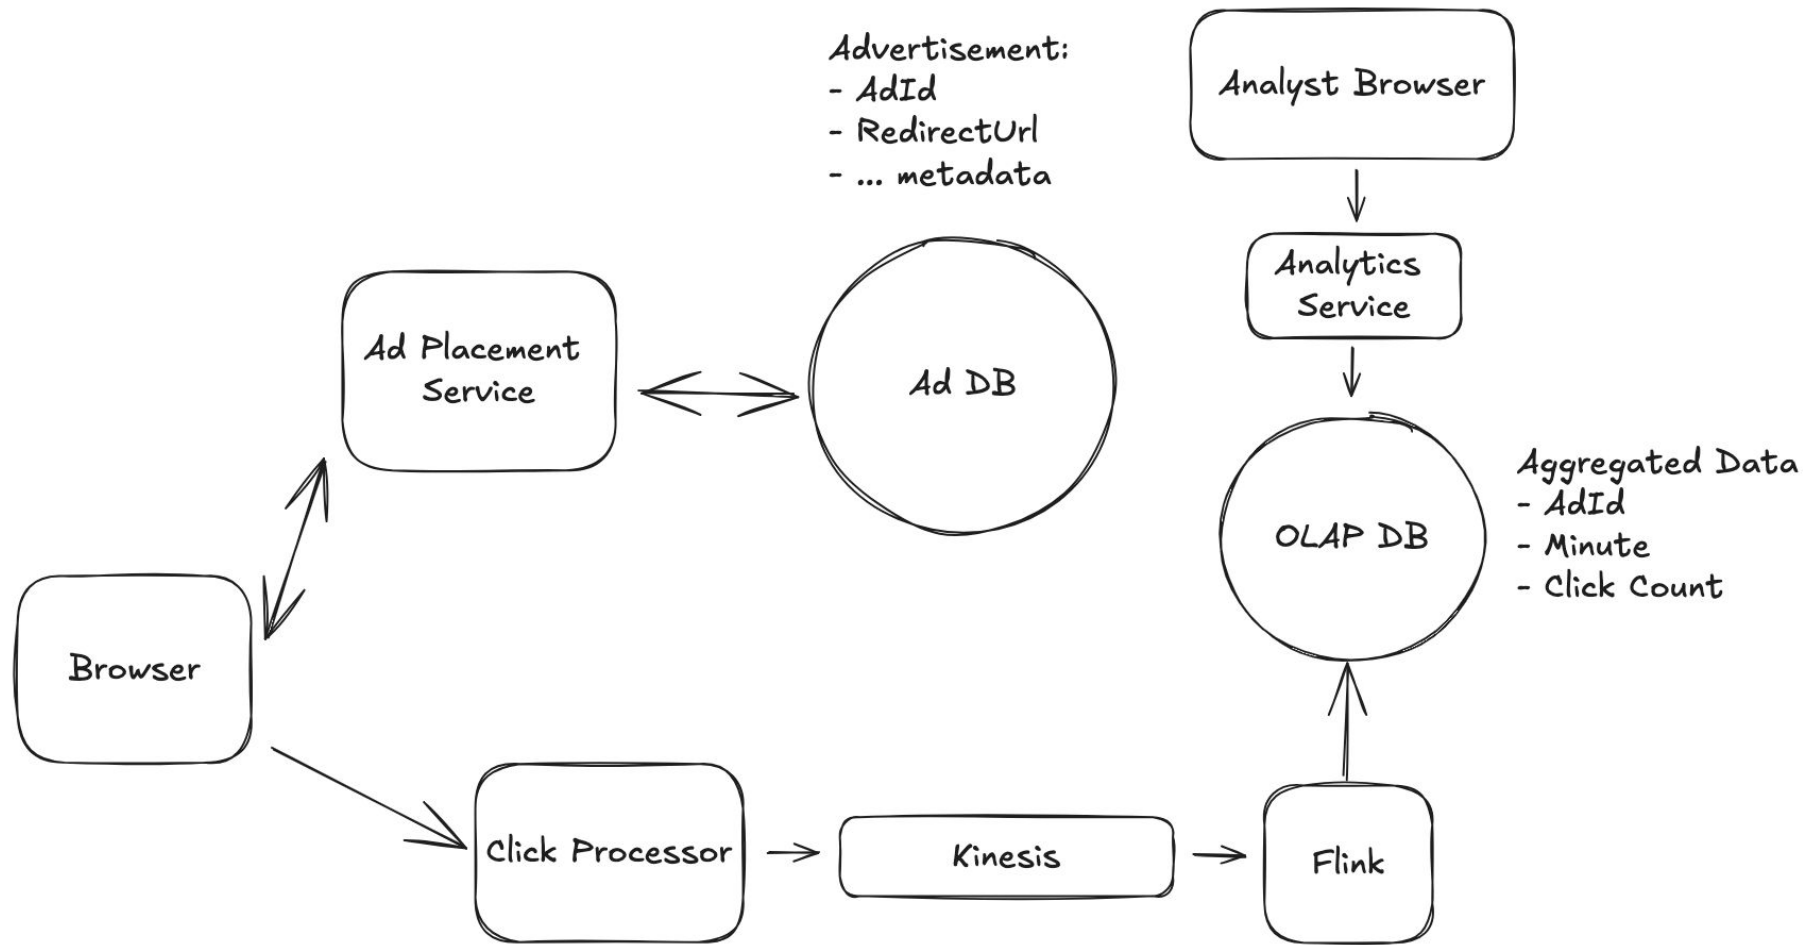 Advertisement:
- AdId
- RedirectUrl
- ... metadata
Analyst Browser
Analytics
Service
Ad Placement
Service
Ad DB
OLAP DB
Aggregated Data
- AdId
- Minute
- Click Count
Browser
Click Processor
Kinesis
Flink